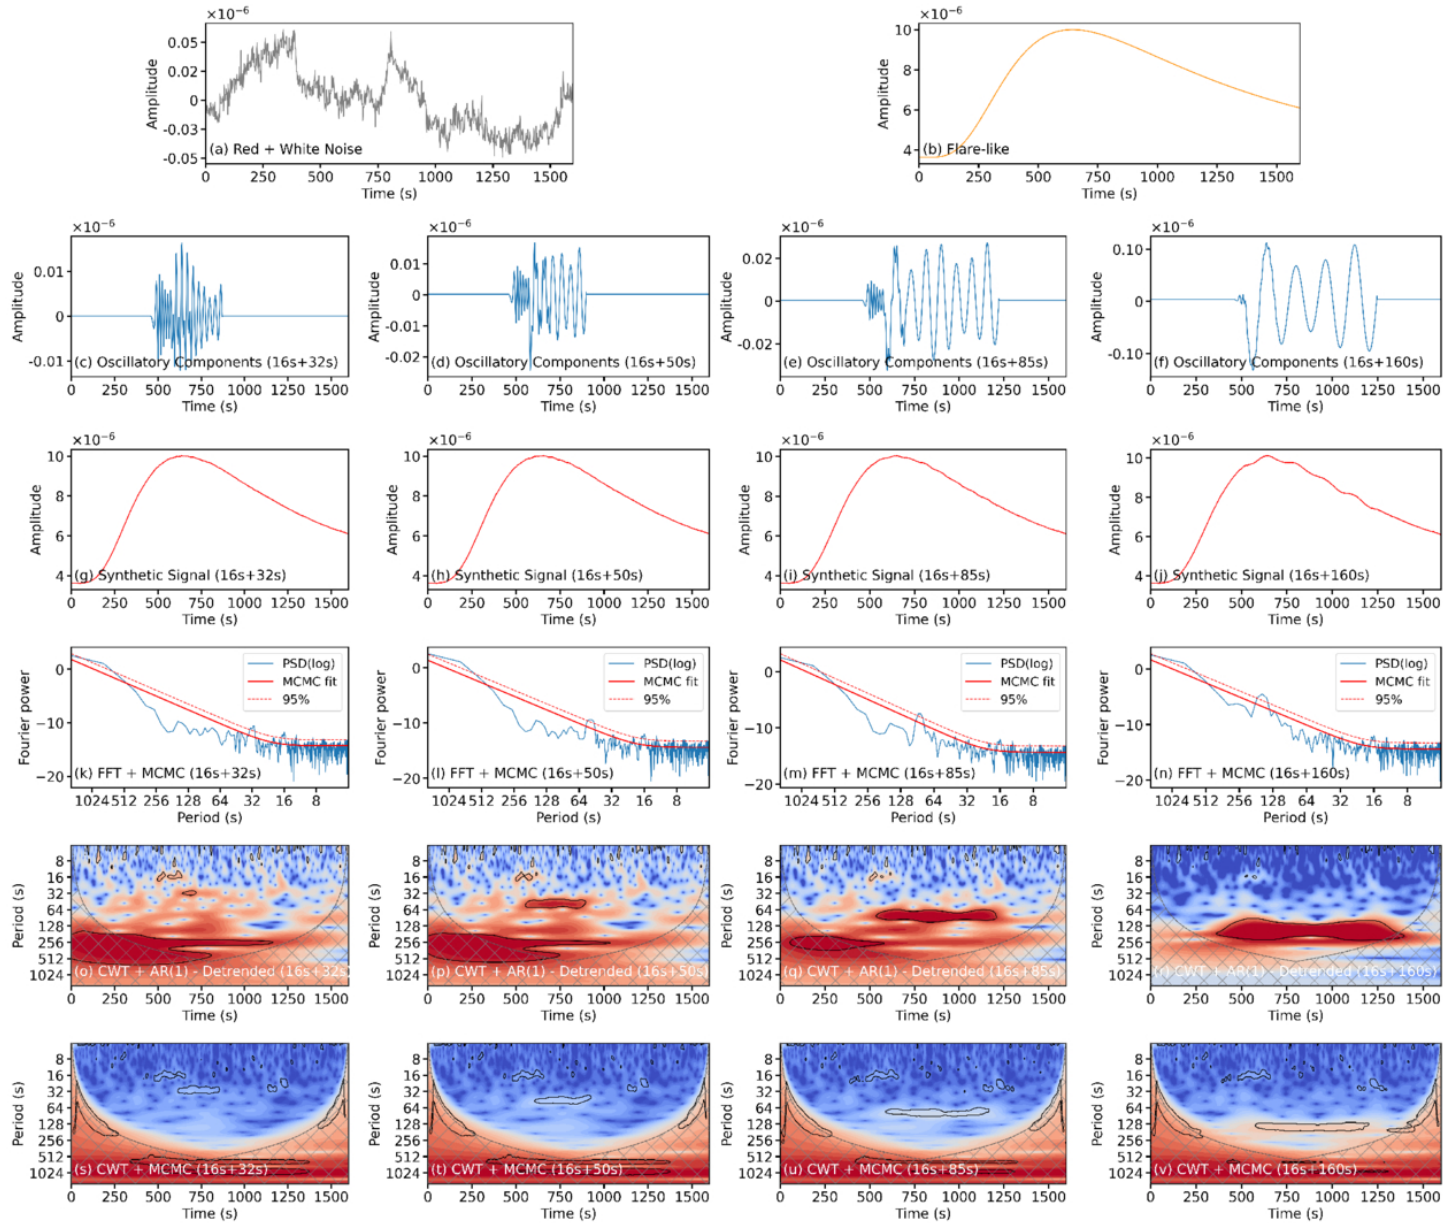 ×10⁻⁶
0.05
0.02
0
-0.03
-0.05
Amplitude
(a) Red + White Noise
0 250 500 750 1000 1250 1500
Time (s)
×10⁻⁶
10
8
6
4
Amplitude
(b) Flare-like
0 250 500 750 1000 1250 1500
Time (s)
×10⁻⁶
0.01
0
-0.01
Amplitude
(c) Oscillatory Components (16s+32s)
0 250 500 750 1000 1250 1500
Time (s)
×10⁻⁶
0.01
0
-0.01
-0.02
Amplitude
(d) Oscillatory Components (16s+50s)
0 250 500 750 1000 1250 1500
Time (s)
×10⁻⁶
0.02
0
-0.02
Amplitude
(e) Oscillatory Components (16s+85s)
0 250 500 750 1000 1250 1500
Time (s)
×10⁻⁶
0.10
0
-0.10
Amplitude
(f) Oscillatory Components (16s+160s)
0 250 500 750 1000 1250 1500
Time (s)
×10⁻⁶
10
8
6
4
Amplitude
(g) Synthetic Signal (16s+32s)
0 250 500 750 1000 1250 1500
Time (s)
×10⁻⁶
10
8
6
4
Amplitude
(h) Synthetic Signal (16s+50s)
0 250 500 750 1000 1250 1500
Time (s)
×10⁻⁶
10
8
6
4
Amplitude
(i) Synthetic Signal (16s+85s)
0 250 500 750 1000 1250 1500
Time (s)
×10⁻⁶
10
8
6
4
Amplitude
(j) Synthetic Signal (16s+160s)
0 250 500 750 1000 1250 1500
Time (s)
0
−10
−20
Fourier power
PSD(log)
MCMC fit
95%
(k) FFT + MCMC (16s+32s)
1024 512 256 128 64 32 16 8
Period (s)
0
−10
−20
Fourier power
PSD(log)
MCMC fit
95%
(l) FFT + MCMC (16s+50s)
1024 512 256 128 64 32 16 8
Period (s)
5
0
−5
−10
−15
−20
Fourier power
PSD(log)
MCMC fit
95%
(m) FFT + MCMC (16s+85s)
1024 512 256 128 64 32 16 8
Period (s)
0
−10
−20
Fourier power
PSD(log)
MCMC fit
95%
(n) FFT + MCMC (16s+160s)
1024 512 256 128 64 32 16 8
Period (s)
8
16
32
64
128
256
512
1024
Period (s)
(o) CWT + AR(1) - Detrended (16s+32s)
0 250 500 750 1000 1250 1500
Time (s)
8
16
32
64
128
256
512
1024
Period (s)
(p) CWT + AR(1) - Detrended (16s+50s)
0 250 500 750 1000 1250 1500
Time (s)
8
16
32
64
128
256
512
1024
Period (s)
(q) CWT + AR(1) - Detrended (16s+85s)
0 250 500 750 1000 1250 1500
Time (s)
8
16
32
64
128
256
512
1024
Period (s)
(r) CWT + AR(1) - Detrended (16s+160s)
0 250 500 750 1000 1250 1500
Time (s)
8
16
32
64
128
256
512
1024
Period (s)
(s) CWT + MCMC (16s+32s)
0 250 500 750 1000 1250 1500
Time (s)
8
16
32
64
128
256
512
1024
Period (s)
(t) CWT + MCMC (16s+50s)
0 250 500 750 1000 1250 1500
Time (s)
8
16
32
64
128
256
512
1024
Period (s)
(u) CWT + MCMC (16s+85s)
0 250 500 750 1000 1250 1500
Time (s)
8
16
32
64
128
256
512
1024
Period (s)
(v) CWT + MCMC (16s+160s)
0 250 500 750 1000 1250 1500
Time (s)